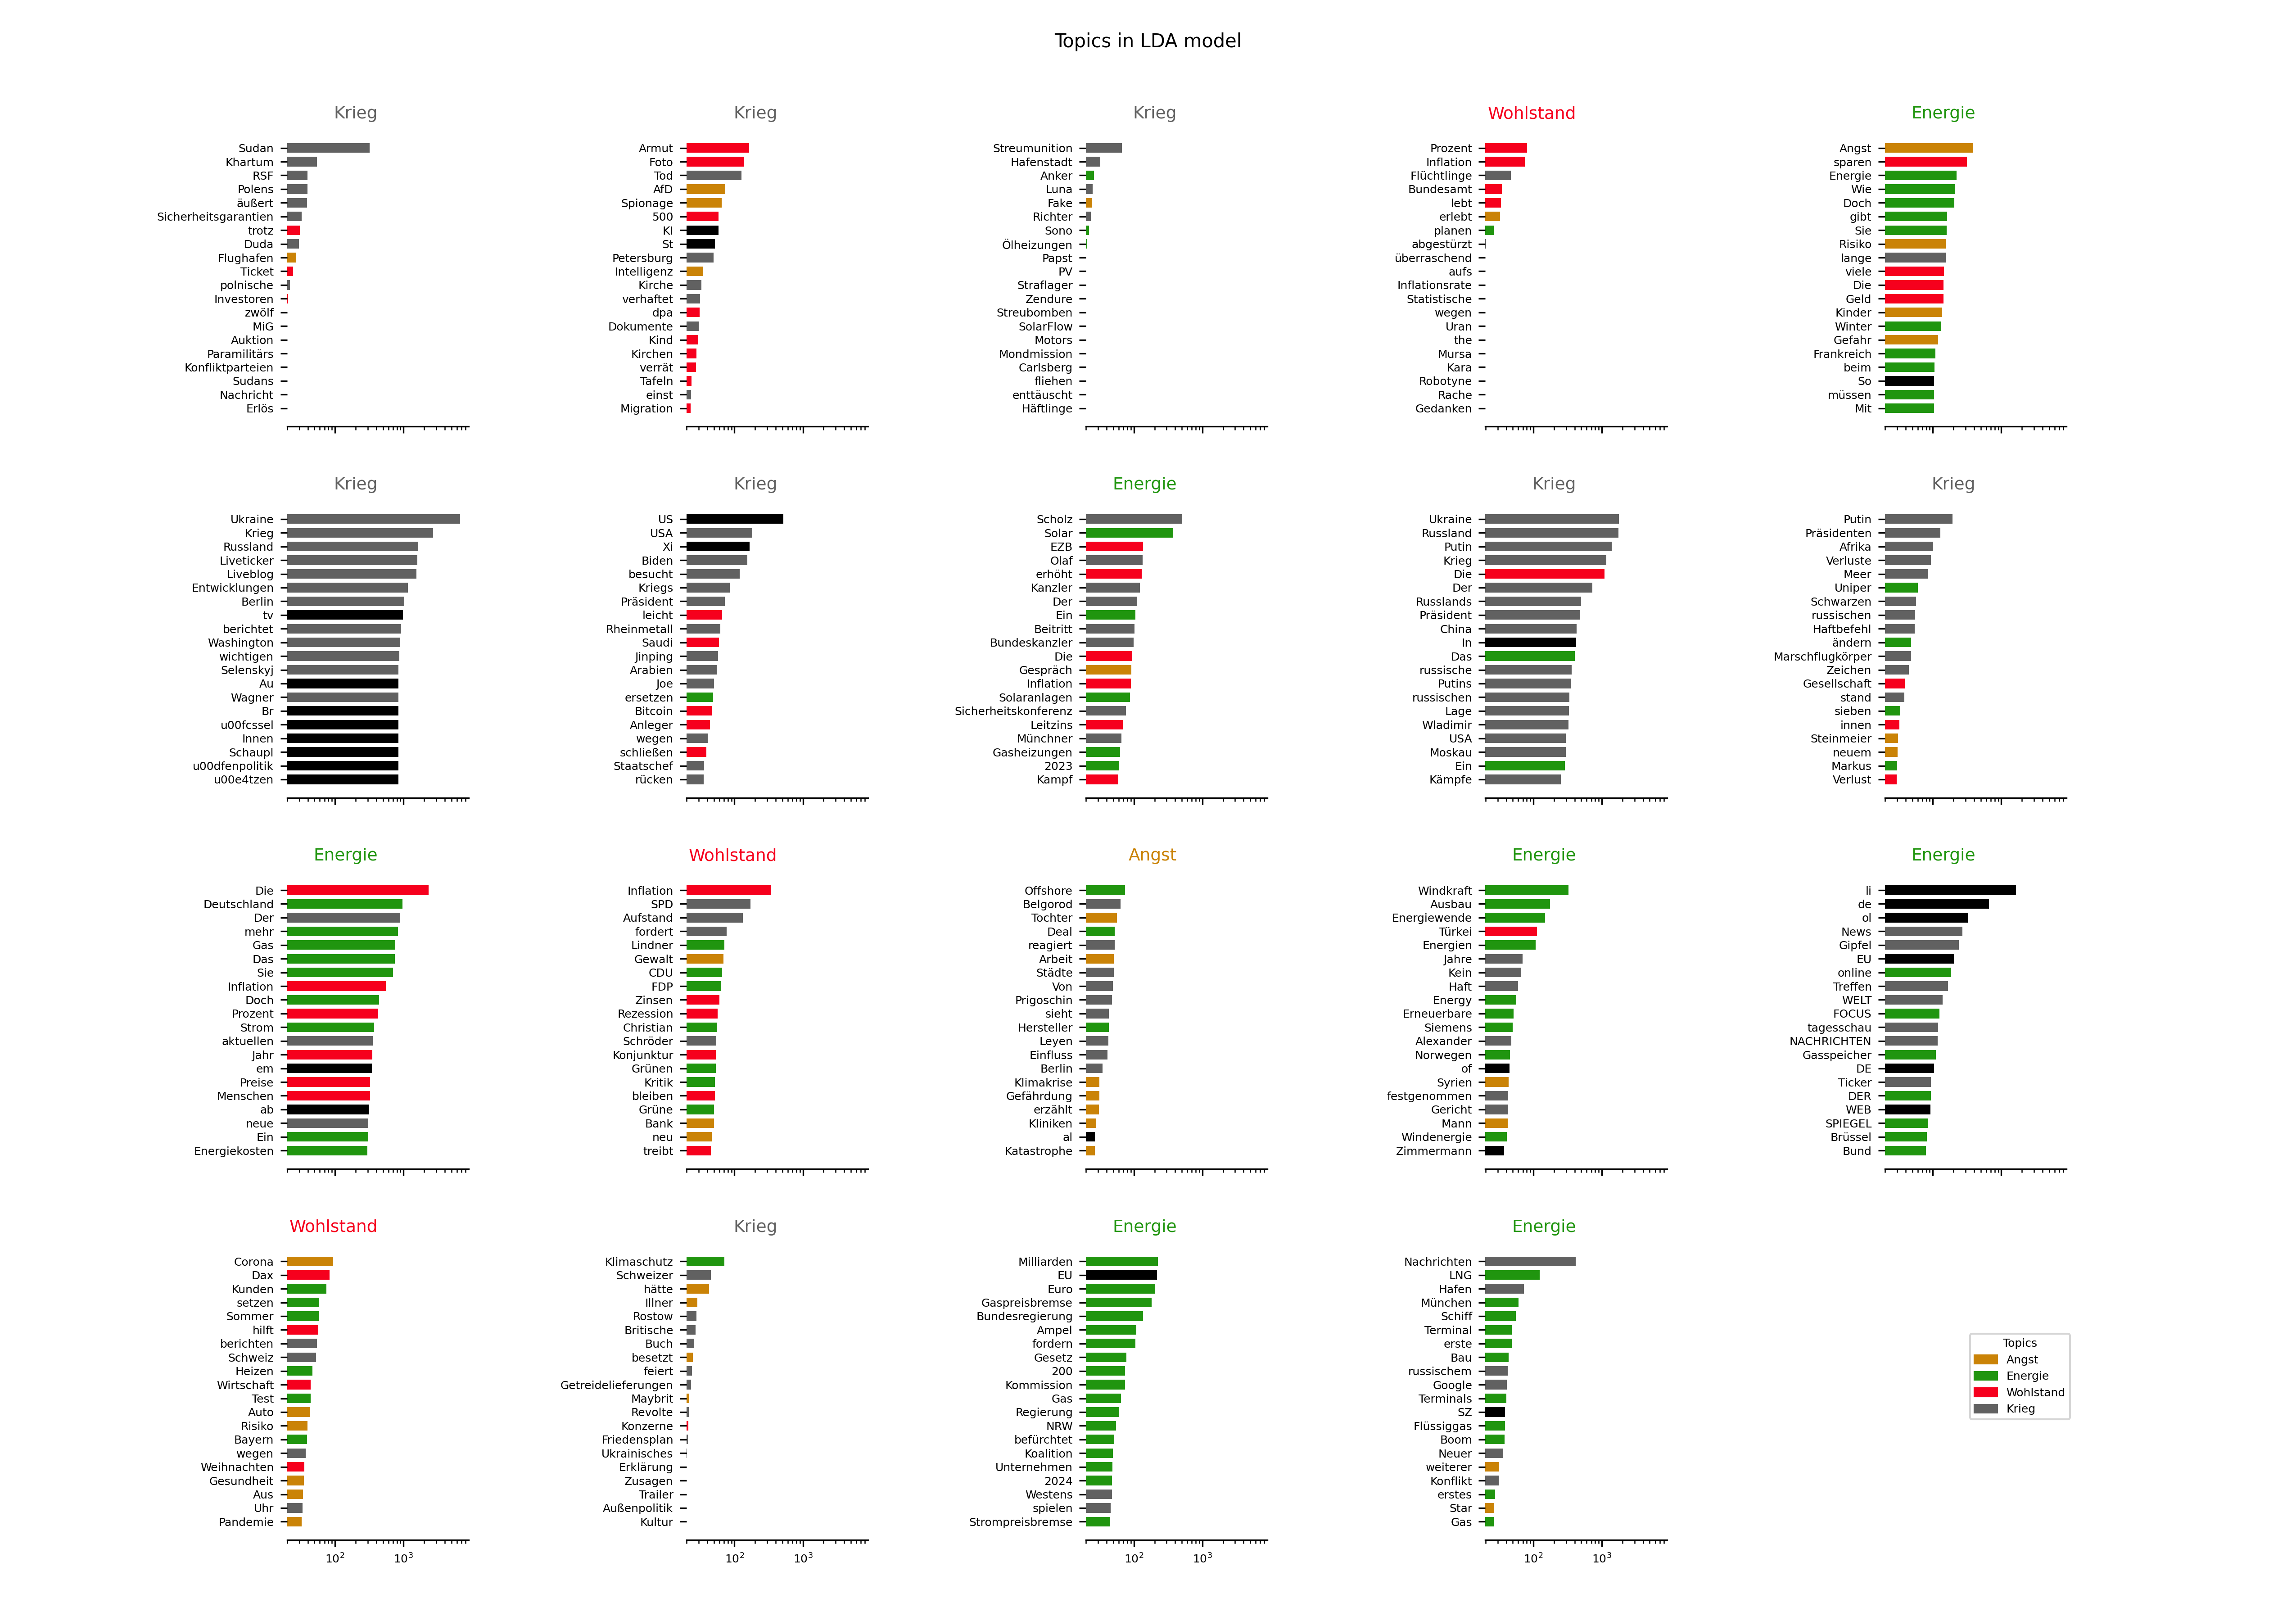 Topics in LDA model
Krieg
Sudan
Khartum
RSF
Polens
äußert
Sicherheitsgarantien
trotz
Duda
Flughafen
Ticket
polnische
Investoren
zwölf
MiG
Auktion
Paramilitärs
Konfliktparteien
Sudans
Nachricht
Erlös
Krieg
Armut
Foto
Tod
AfD
Spionage
500
KI
St
Petersburg
Intelligenz
Kirche
verhaftet
dpa
Dokumente
Kind
Kirchen
verrät
Tafeln
einst
Migration
Krieg
Streumunition
Hafenstadt
Anker
Luna
Fake
Richter
Sono
Ölheizungen
Papst
PV
Straflager
Zendure
Streubomben
SolarFlow
Motors
Mondmission
Carlsberg
fliehen
enttäuscht
Häftlinge
Wohlstand
Prozent
Inflation
Flüchtlinge
Bundesamt
lebt
erlebt
planen
abgestürzt
überraschend
aufs
Inflationsrate
Statistische
wegen
Uran
the
Mursa
Kara
Robotyne
Rache
Gedanken
Energie
Angst
sparen
Energie
Wie
Doch
gibt
Sie
Risiko
lange
viele
Die
Geld
Kinder
Winter
Gefahr
Frankreich
beim
So
müssen
Mit
Krieg
Ukraine
Krieg
Russland
Liveticker
Liveblog
Entwicklungen
Berlin
tv
berichtet
Washington
wichtigen
Selenskyj
Au
Wagner
Br
u00fcssel
Innen
Schaupl
u00dfenpolitik
u00e4tzen
Krieg
US
USA
Xi
Biden
besucht
Kriegs
Präsident
leicht
Rheinmetall
Saudi
Jinping
Arabien
Joe
ersetzen
Bitcoin
Anleger
wegen
schließen
Staatschef
rücken
Energie
Scholz
Solar
EZB
Olaf
erhöht
Kanzler
Der
Ein
Beitritt
Bundeskanzler
Die
Gespräch
Inflation
Solaranlagen
Sicherheitskonferenz
Leitzins
Münchner
Gasheizungen
2023
Kampf
Krieg
Ukraine
Russland
Putin
Krieg
Die
Der
Russlands
Präsident
China
In
Das
russische
Putins
russischen
Lage
Wladimir
USA
Moskau
Ein
Kämpfe
Krieg
Putin
Präsidenten
Afrika
Verluste
Meer
Uniper
Schwarzen
russischen
Haftbefehl
ändern
Marschflugkörper
Zeichen
Gesellschaft
stand
sieben
innen
Steinmeier
neuem
Markus
Verlust
Energie
Die
Deutschland
Der
mehr
Gas
Das
Sie
Inflation
Doch
Prozent
Strom
aktuellen
Jahr
em
Preise
Menschen
ab
neue
Ein
Energiekosten
Wohlstand
Inflation
SPD
Aufstand
fordert
Lindner
Gewalt
CDU
FDP
Zinsen
Rezession
Christian
Schröder
Konjunktur
Grünen
Kritik
bleiben
Grüne
Bank
neu
treibt
Angst
Offshore
Belgorod
Tochter
Deal
reagiert
Arbeit
Städte
Von
Prigoschin
sieht
Hersteller
Leyen
Einfluss
Berlin
Klimakrise
Gefährdung
erzählt
Kliniken
al
Katastrophe
Energie
Windkraft
Ausbau
Energiewende
Türkei
Energien
Jahre
Kein
Haft
Energy
Erneuerbare
Siemens
Alexander
Norwegen
of
Syrien
festgenommen
Gericht
Mann
Windenergie
Zimmermann
Energie
li
de
ol
News
Gipfel
EU
online
Treffen
WELT
FOCUS
tagesschau
NACHRICHTEN
Gasspeicher
DE
Ticker
DER
WEB
SPIEGEL
Brüssel
Bund
Wohlstand
Corona
Dax
Kunden
setzen
Sommer
hilft
berichten
Schweiz
Heizen
Wirtschaft
Test
Auto
Risiko
Bayern
wegen
Weihnachten
Gesundheit
Aus
Uhr
Pandemie
10² 10³
Krieg
Klimaschutz
Schweizer
hätte
Illner
Rostow
Britische
Buch
besetzt
feiert
Getreidelieferungen
Maybrit
Revolte
Konzerne
Friedensplan
Ukrainisches
Erklärung
Zusagen
Trailer
Außenpolitik
Kultur
10² 10³
Energie
Milliarden
EU
Euro
Gaspreisbremse
Bundesregierung
Ampel
fordern
Gesetz
200
Kommission
Gas
Regierung
NRW
befürchtet
Koalition
Unternehmen
2024
Westens
spielen
Strompreisbremse
10² 10³
Energie
Nachrichten
LNG
Hafen
München
Schiff
Terminal
erste
Bau
russischem
Google
Terminals
SZ
Flüssiggas
Boom
Neuer
weiterer
Konflikt
erstes
Star
Gas
10² 10³
Topics
Angst
Energie
Wohlstand
Krieg